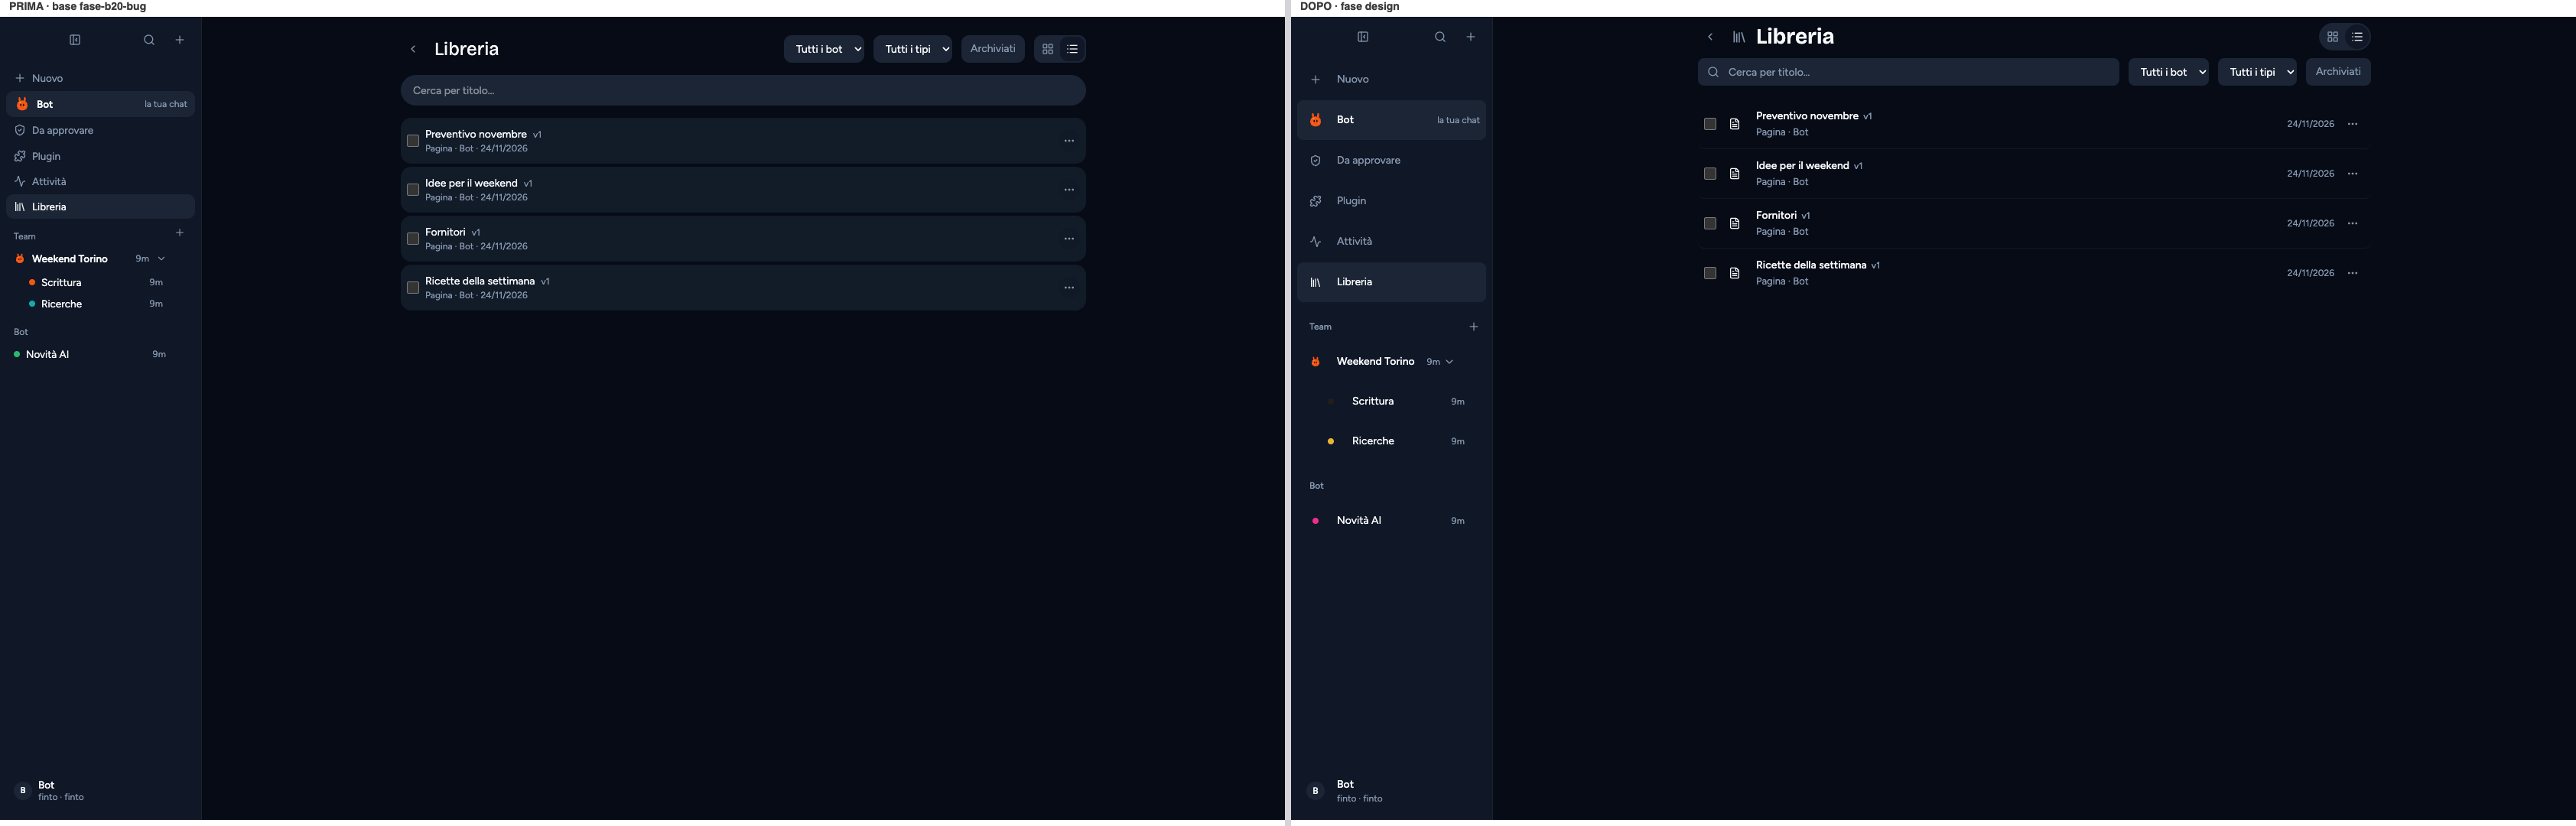 PRIMA · base fase-b20-bug
Nuovo
Bot la tua chat
Da approvare
Plugin
Attività
Libreria
Team
Weekend Torino 9m
Scrittura 9m
Ricerche 9m
Bot
Novità AI 9m
B
Bot
finto · finto
Libreria
Tutti i bot
Tutti i tipi
Archiviati
Cerca per titolo...
Preventivo novembre v1
Pagina · Bot · 24/11/2026
Idee per il weekend v1
Pagina · Bot · 24/11/2026
Fornitori v1
Pagina · Bot · 24/11/2026
Ricette della settimana v1
Pagina · Bot · 24/11/2026
DOPO · fase design
Nuovo
Bot la tua chat
Da approvare
Plugin
Attività
Libreria
Team
Weekend Torino 9m
Scrittura 9m
Ricerche 9m
Bot
Novità AI 9m
B
Bot
finto · finto
Libreria
Cerca per titolo...
Tutti i bot
Tutti i tipi
Archiviati
Preventivo novembre v1
Pagina · Bot
24/11/2026
Idee per il weekend v1
Pagina · Bot
24/11/2026
Fornitori v1
Pagina · Bot
24/11/2026
Ricette della settimana v1
Pagina · Bot
24/11/2026